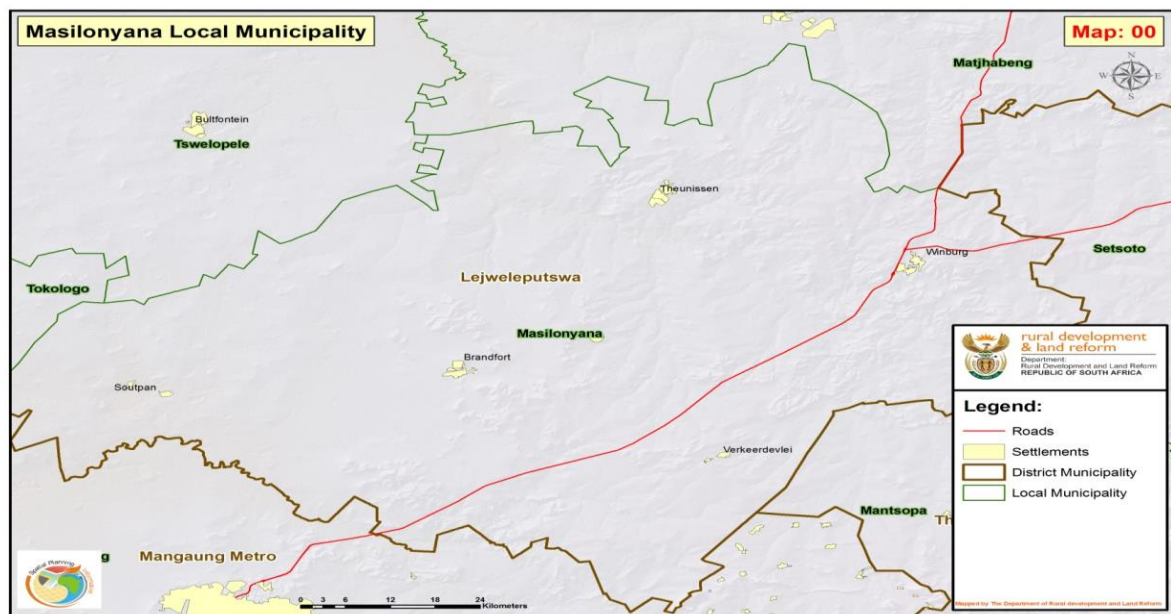 Masilonyana Local Municipality
Map: 00
Matjhabeng
N
W E
S
Bultfontein
Tswelopele
Theunissen
Winburg
Setsoto
Lejweleputswa
Tokologo
Masilonyana
Brandfort
Soutpan
Verkeerdevlei
Mantsopa
Th
g
Mangaung Metro
rural development
& land reform
Department:
Rural Development and Land Reform
REPUBLIC OF SOUTH AFRICA
Legend:
Roads
Settlements
District Municipality
Local Municipality
Spatial Planning
0 3 6 12 18 24
Kilometers
Mapped by The Department of Rural development and Land Reform